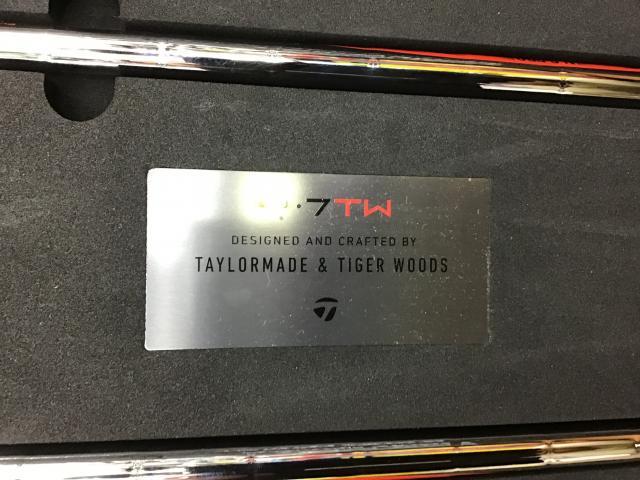 P·7TW
DESIGNED AND CRAFTED BY
TAYLORMADE & TIGER WOODS